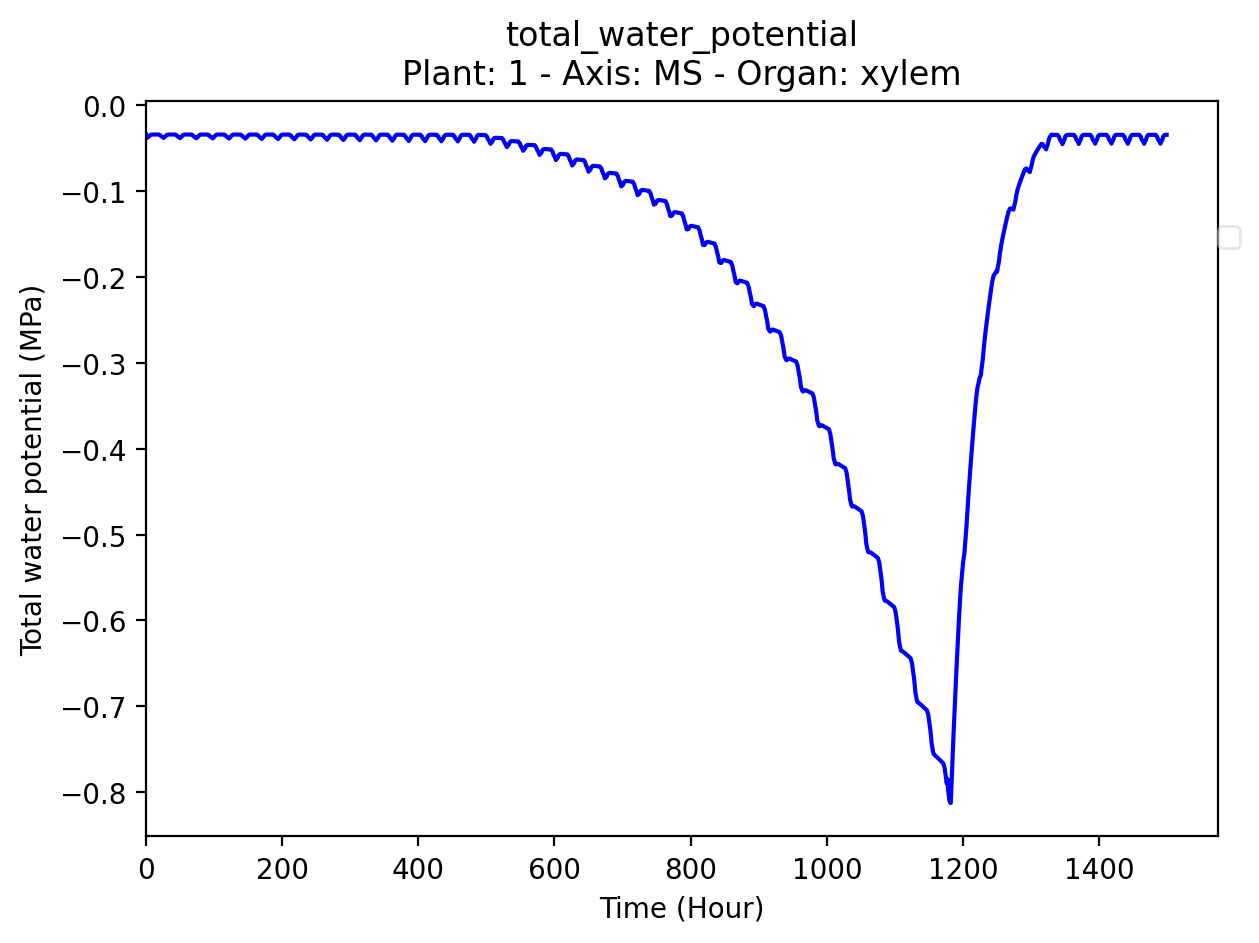 total_water_potential
Plant: 1 - Axis: MS - Organ: xylem
Total water potential (MPa)
0.0
−0.1
−0.2
−0.3
−0.4
−0.5
−0.6
−0.7
−0.8
0 200 400 600 800 1000 1200 1400
Time (Hour)